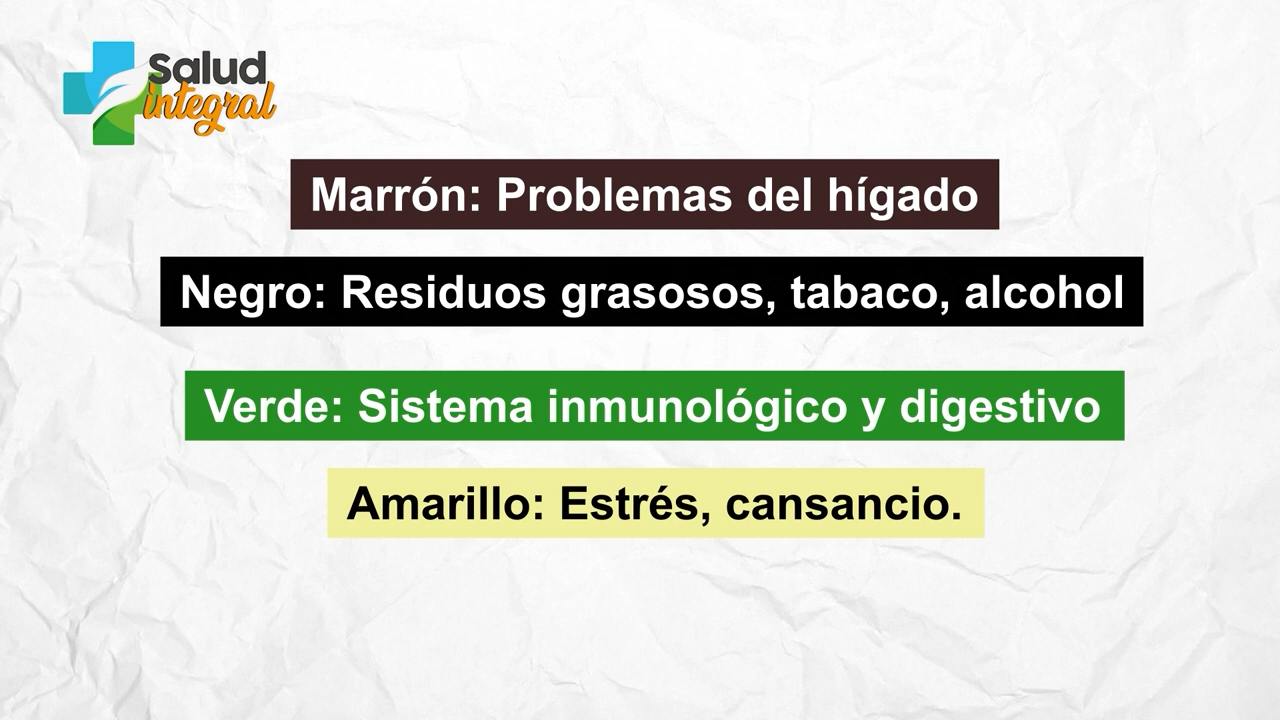 Salud
integral
Marrón: Problemas del hígado
Negro: Residuos grasosos, tabaco, alcohol
Verde: Sistema inmunológico y digestivo
Amarillo: Estrés, cansancio.